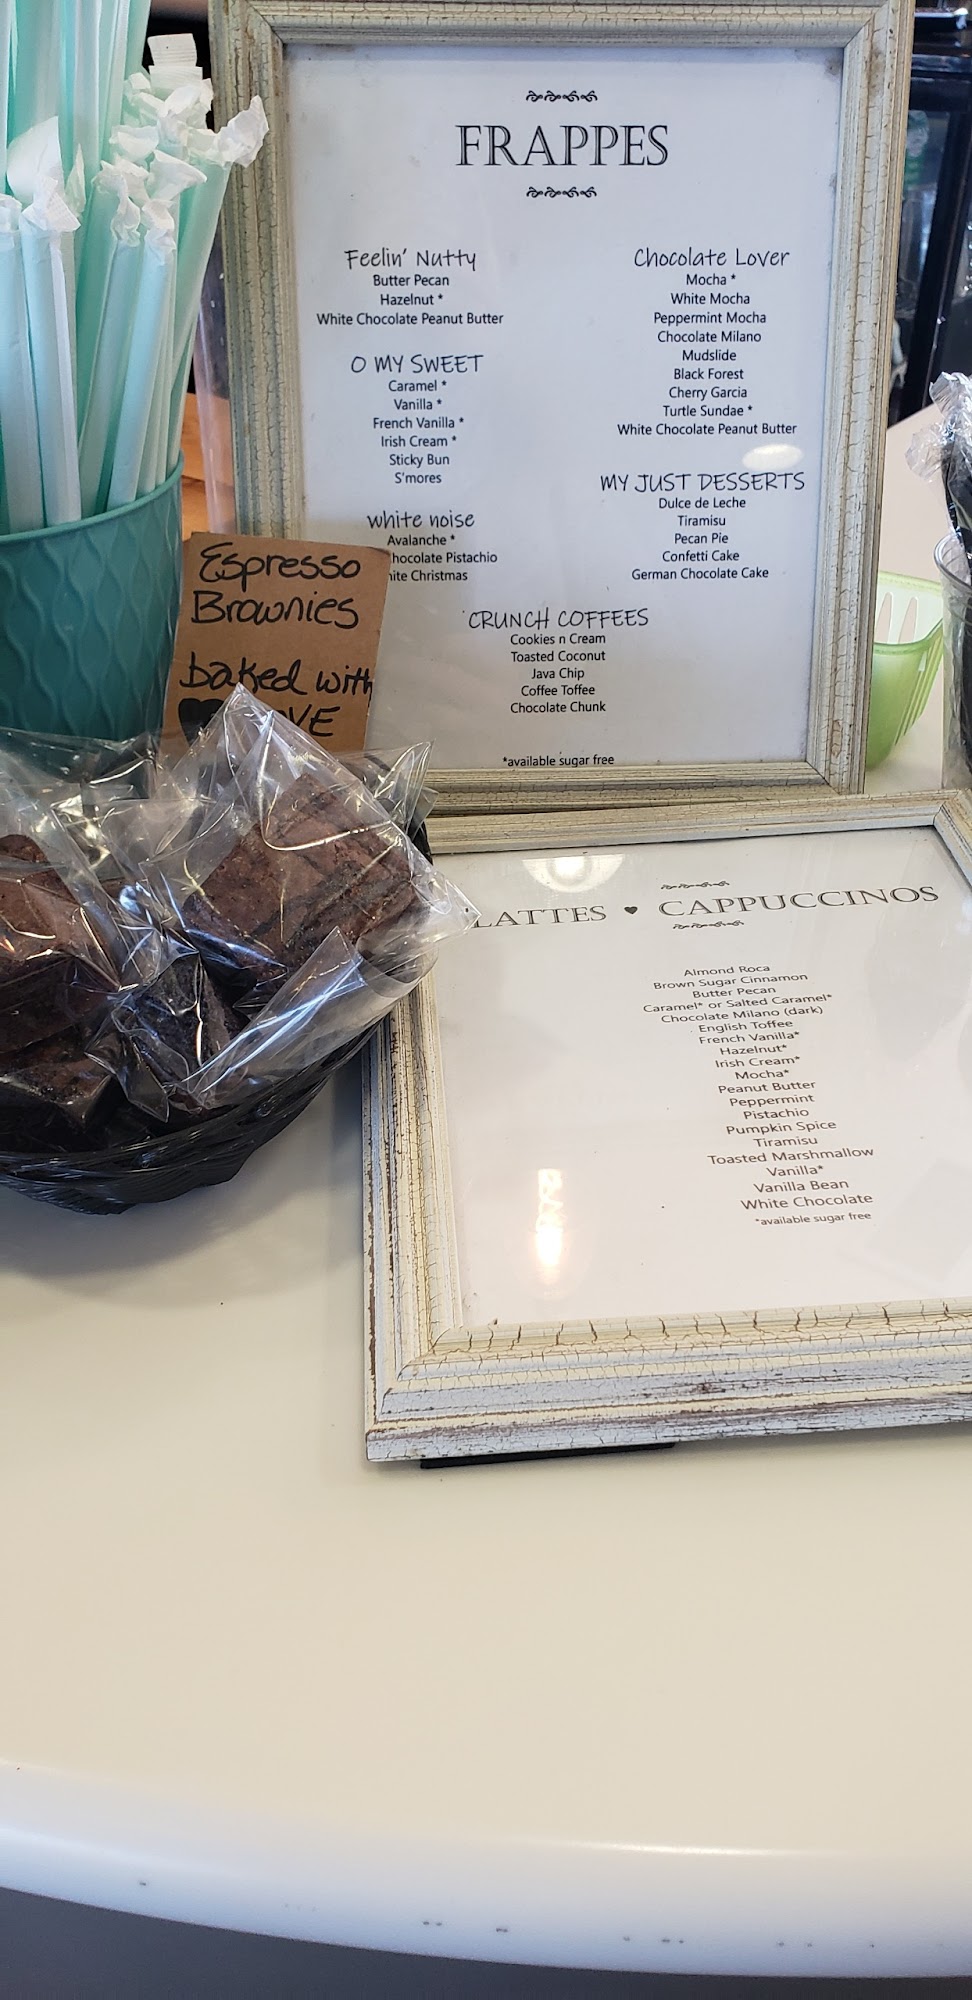 FRAPPES
Feelin' Nutty
Butter Pecan
Hazelnut *
White Chocolate Peanut Butter
O MY SWEET
Caramel *
Vanilla *
French Vanilla *
Irish Cream *
Sticky Bun
S'mores
white noise
Avalanche *
hocolate Pistachio
ite Christmas
Chocolate Lover
Mocha *
White Mocha
Peppermint Mocha
Chocolate Milano
Mudslide
Black Forest
Cherry Garcia
Turtle Sundae *
White Chocolate Peanut Butter
MY JUST DESSERTS
Dulce de Leche
Tiramisu
Pecan Pie
Confetti Cake
German Chocolate Cake
CRUNCH COFFEES
Cookies n Cream
Toasted Coconut
Java Chip
Coffee Toffee
Chocolate Chunk
*available sugar free
Espresso
Brownies
baked with
♥ OVE
LATTES ♥ CAPPUCCINOS
Almond Roca
Brown Sugar Cinnamon
Butter Pecan
Caramel* or Salted Caramel*
Chocolate Milano (dark)
English Toffee
French Vanilla*
Hazelnut*
Irish Cream*
Mocha*
Peanut Butter
Peppermint
Pistachio
Pumpkin Spice
Tiramisu
Toasted Marshmallow
Vanilla*
Vanilla Bean
White Chocolate
*available sugar free